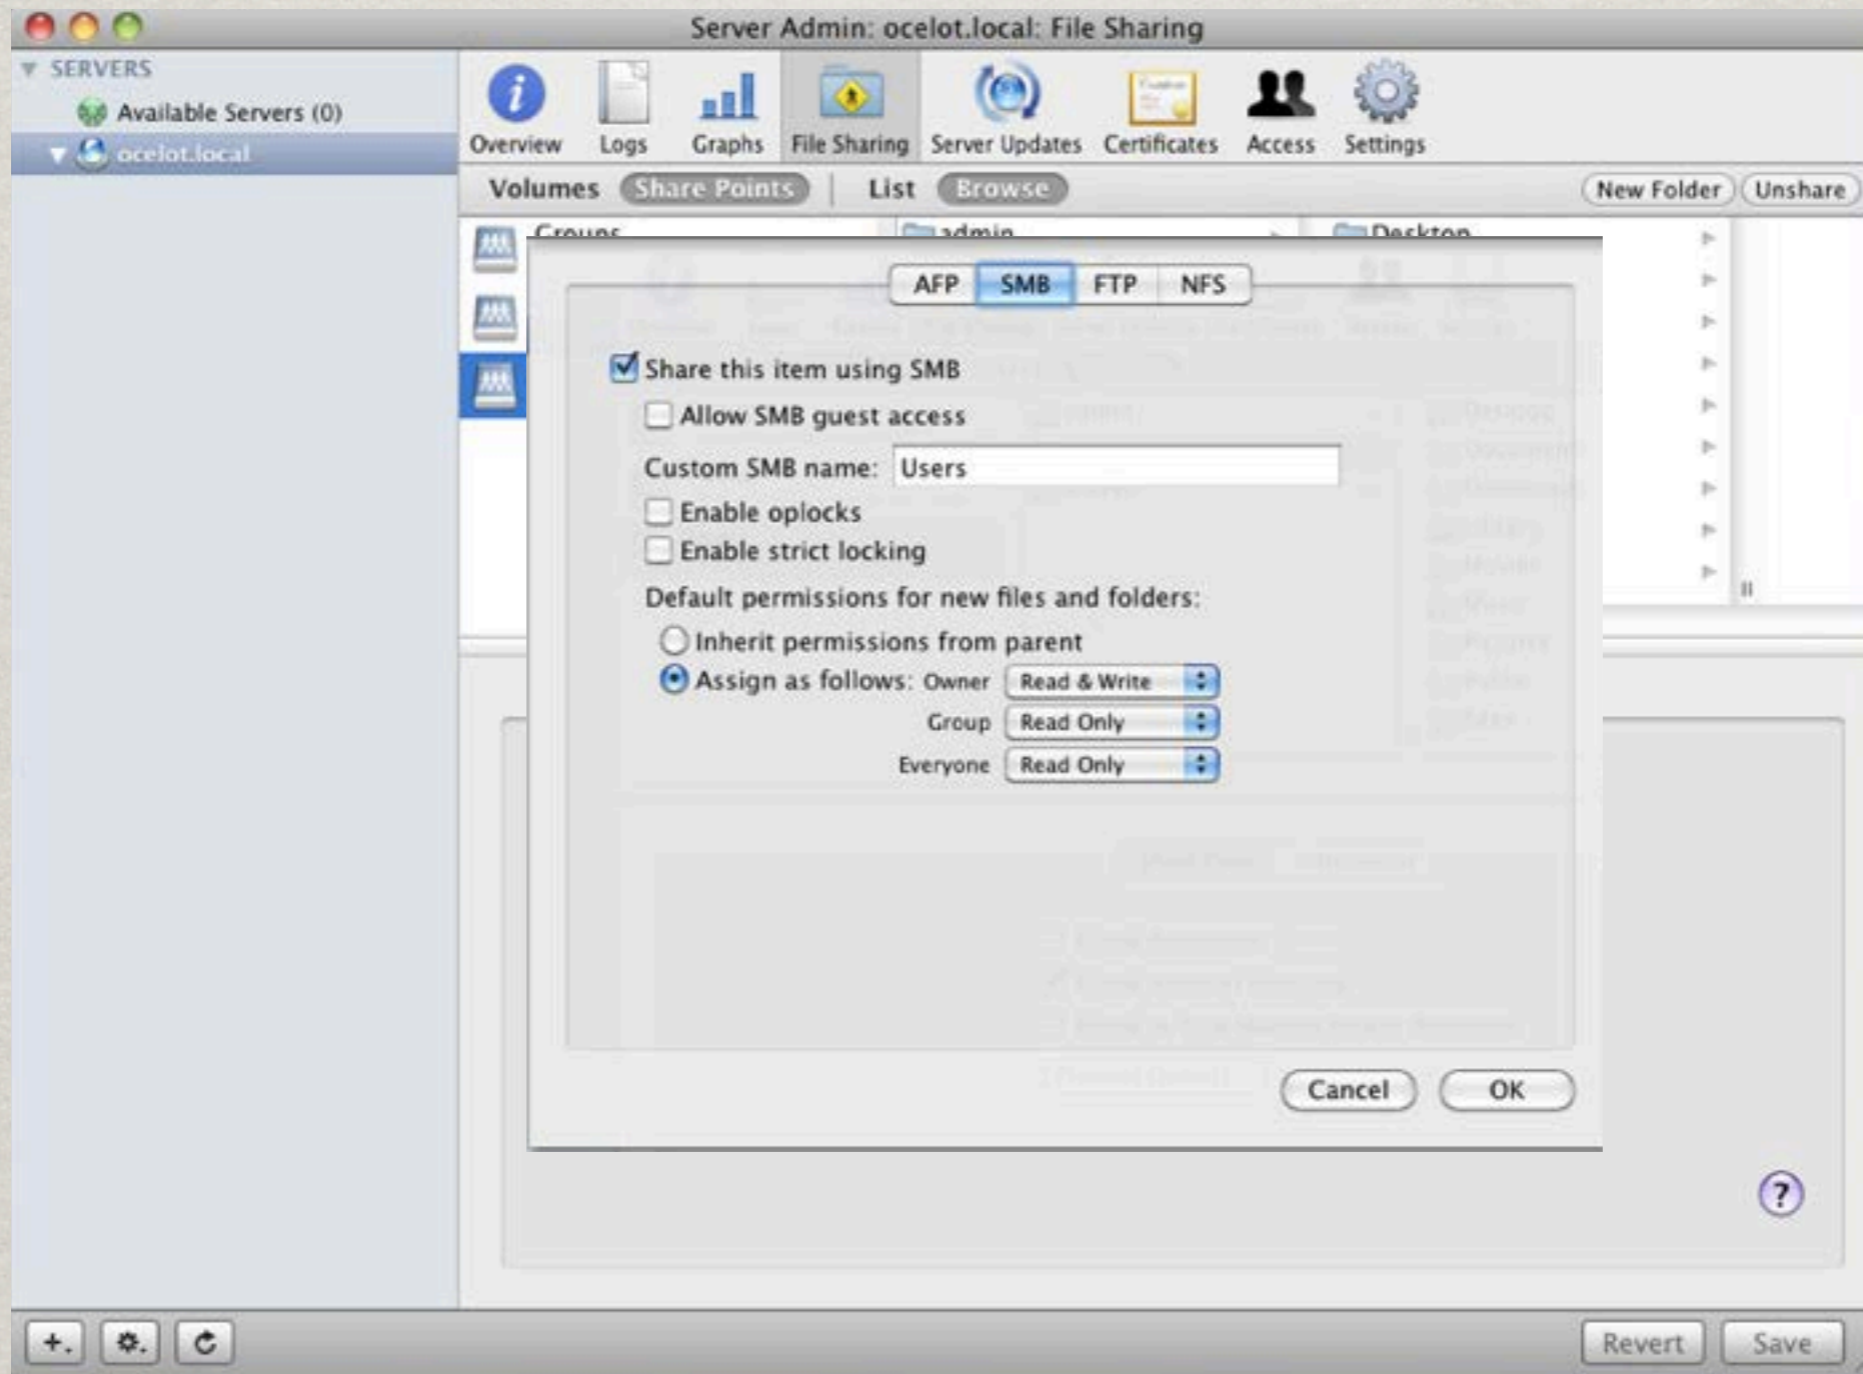 Server Admin: ocelot.local: File Sharing
SERVERS
Available Servers (0)
ocelot.local
Overview Logs Graphs File Sharing Server Updates Certificates Access Settings
Volumes Share Points List Browse New Folder Unshare
Groups admin Desktop
AFP SMB FTP NFS
Share this item using SMB
Allow SMB guest access
Custom SMB name: Users
Enable oplocks
Enable strict locking
Default permissions for new files and folders:
Inherit permissions from parent
Assign as follows: Owner Read & Write
Group Read Only
Everyone Read Only
Cancel OK
?
Revert Save